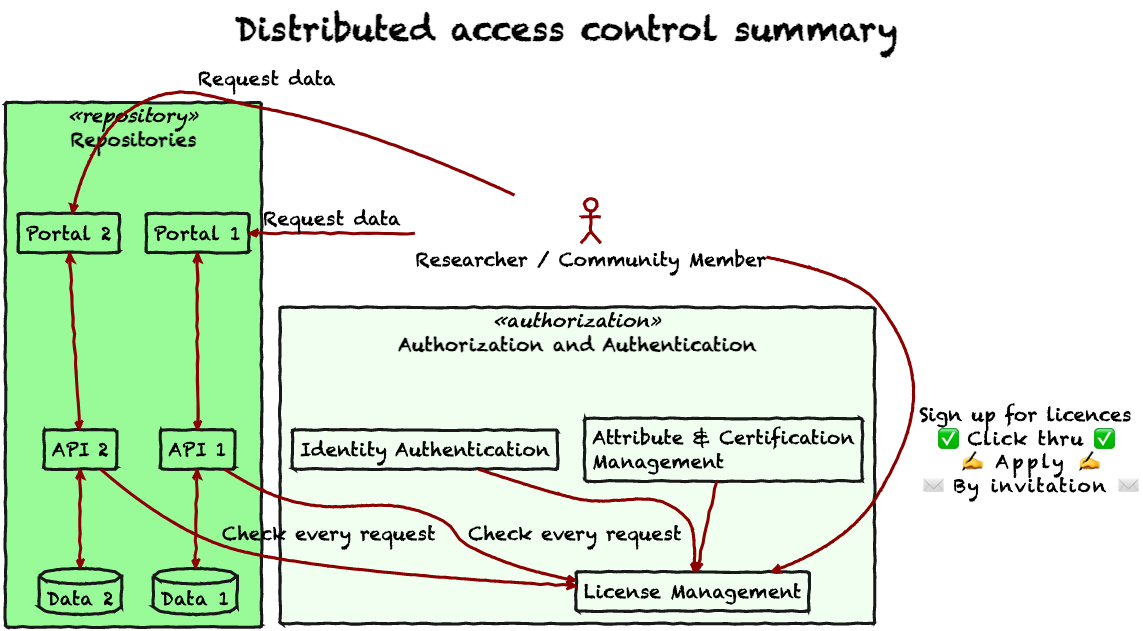 Distributed access control summary
Request data
«repository»
Repositories
Portal 2
Portal 1
Request data
Researcher / Community Member
«authorization»
Authorization and Authentication
API 2
API 1
Identity Authentication
Attribute & Certification
Management
Sign up for licences
✅ Click thru ✅
✍️ Apply ✍️
✉️ By invitation ✉️
Check every request
Check every request
Data 2
Data 1
License Management